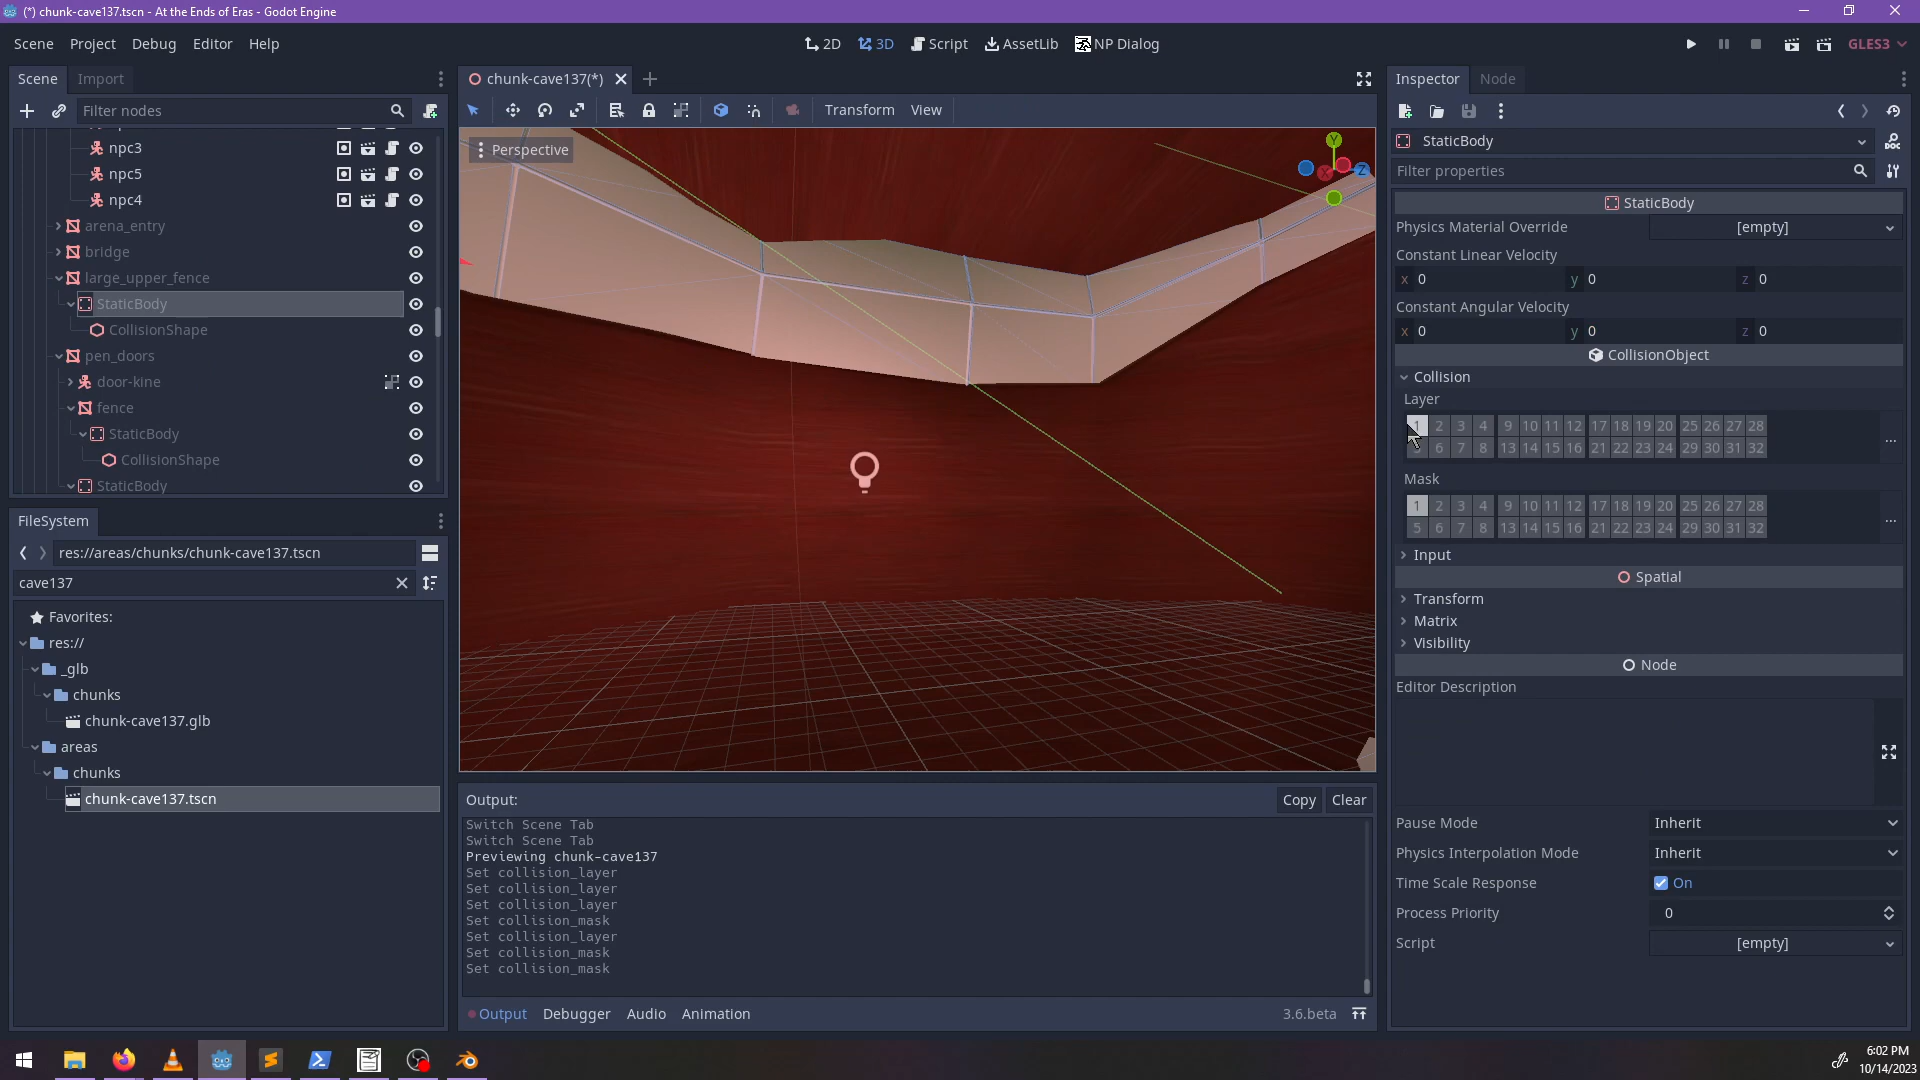 (*) chunk-cave137.tscn - At the Ends of Eras - Godot Engine
Scene Project Debug Editor Help
2D 3D Script AssetLib NP Dialog
GLES3
Scene Import
Filter nodes
npc3
npc5
npc4
arena_entry
bridge
large_upper_fence
StaticBody
CollisionShape
pen_doors
door-kine
fence
StaticBody
CollisionShape
StaticBody
FileSystem
res://areas/chunks/chunk-cave137.tscn
cave137
Favorites:
res://
_glb
chunks
chunk-cave137.glb
areas
chunks
chunk-cave137.tscn
chunk-cave137(*)
Transform View
Perspective
Y
X
Z
Output:
Copy Clear
Switch Scene Tab
Switch Scene Tab
Previewing chunk-cave137
Set collision_layer
Set collision_layer
Set collision_layer
Set collision_mask
Set collision_layer
Set collision_mask
Set collision_mask
Output Debugger Audio Animation
3.6.beta
Inspector Node
StaticBody
Filter properties
StaticBody
Physics Material Override [empty]
Constant Linear Velocity
x 0 y 0 z 0
Constant Angular Velocity
x 0 y 0 z 0
CollisionObject
Collision
Layer
1 2 3 4 9 10 11 12 17 18 19 20 25 26 27 28
5 6 7 8 13 14 15 16 21 22 23 24 29 30 31 32
...
Mask
1 2 3 4 9 10 11 12 17 18 19 20 25 26 27 28
5 6 7 8 13 14 15 16 21 22 23 24 29 30 31 32
...
Input
Spatial
Transform
Matrix
Visibility
Node
Editor Description
Pause Mode Inherit
Physics Interpolation Mode Inherit
Time Scale Response On
Process Priority 0
Script [empty]
6:02 PM
10/14/2023